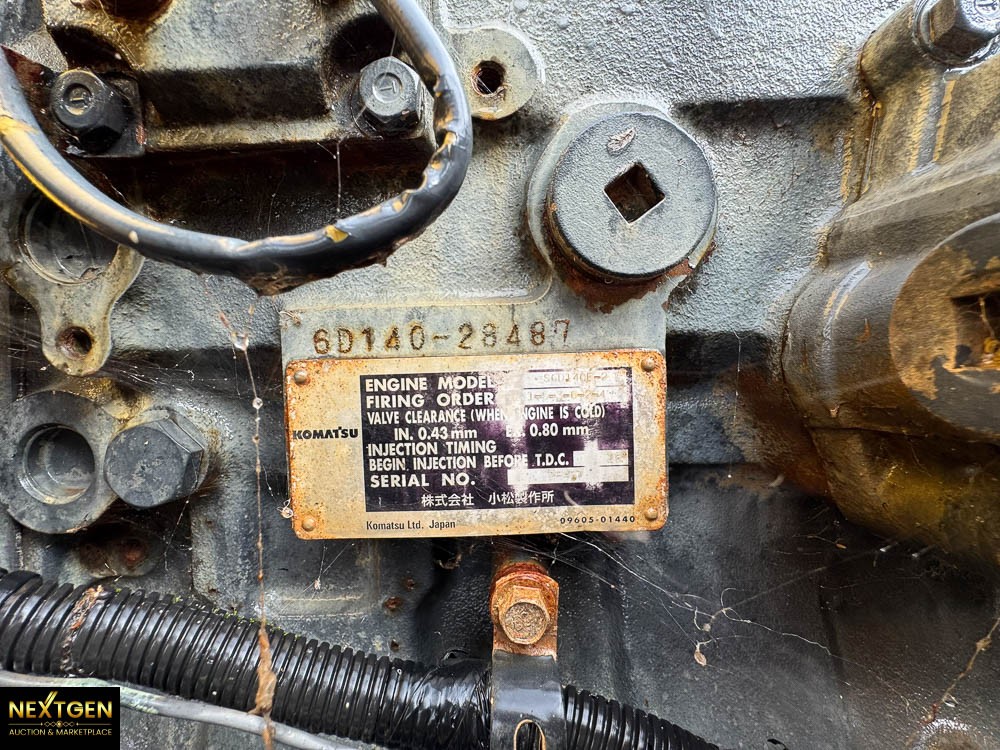 6D140-28487
KOMATSU
ENGINE MODEL
FIRING ORDER
VALVE CLEARANCE (WHEN ENGINE IS COLD)
IN. 0.43 mm EX. 0.80 mm
INJECTION TIMING
BEGIN INJECTION BEFORE T.D.C.
SERIAL NO.
株式会社 小松製作所
Komatsu Ltd. Japan 09605-01440
NEXTGEN
AUCTION & MARKETPLACE